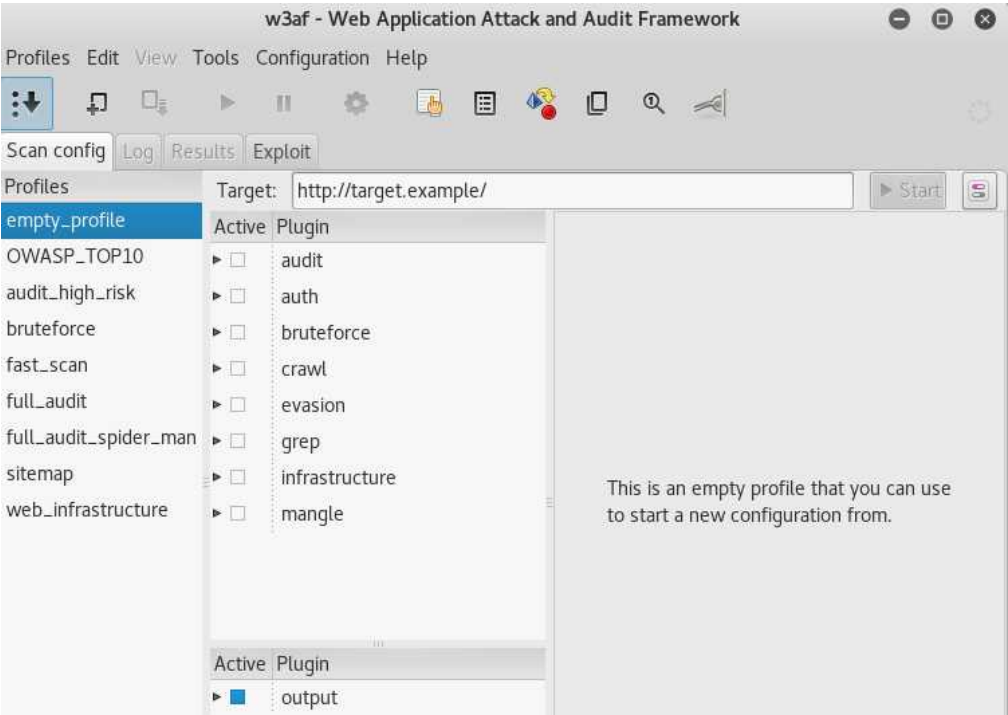 w3af - Web Application Attack and Audit Framework
Profiles Edit View Tools Configuration Help
Scan config Log Results Exploit
Profiles
empty_profile
OWASP_TOP10
audit_high_risk
bruteforce
fast_scan
full_audit
full_audit_spider_man
sitemap
web_infrastructure
Target: http://target.example/ Start
Active Plugin
audit
auth
bruteforce
crawl
evasion
grep
infrastructure
mangle
Active Plugin
output
This is an empty profile that you can use
to start a new configuration from.